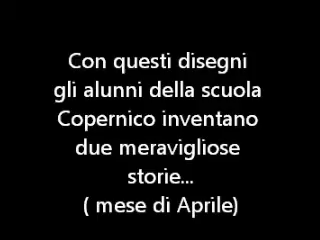 Con questi disegni
gli alunni della scuola
Copernico inventano
due meravigliose
storie...
( mese di Aprile)